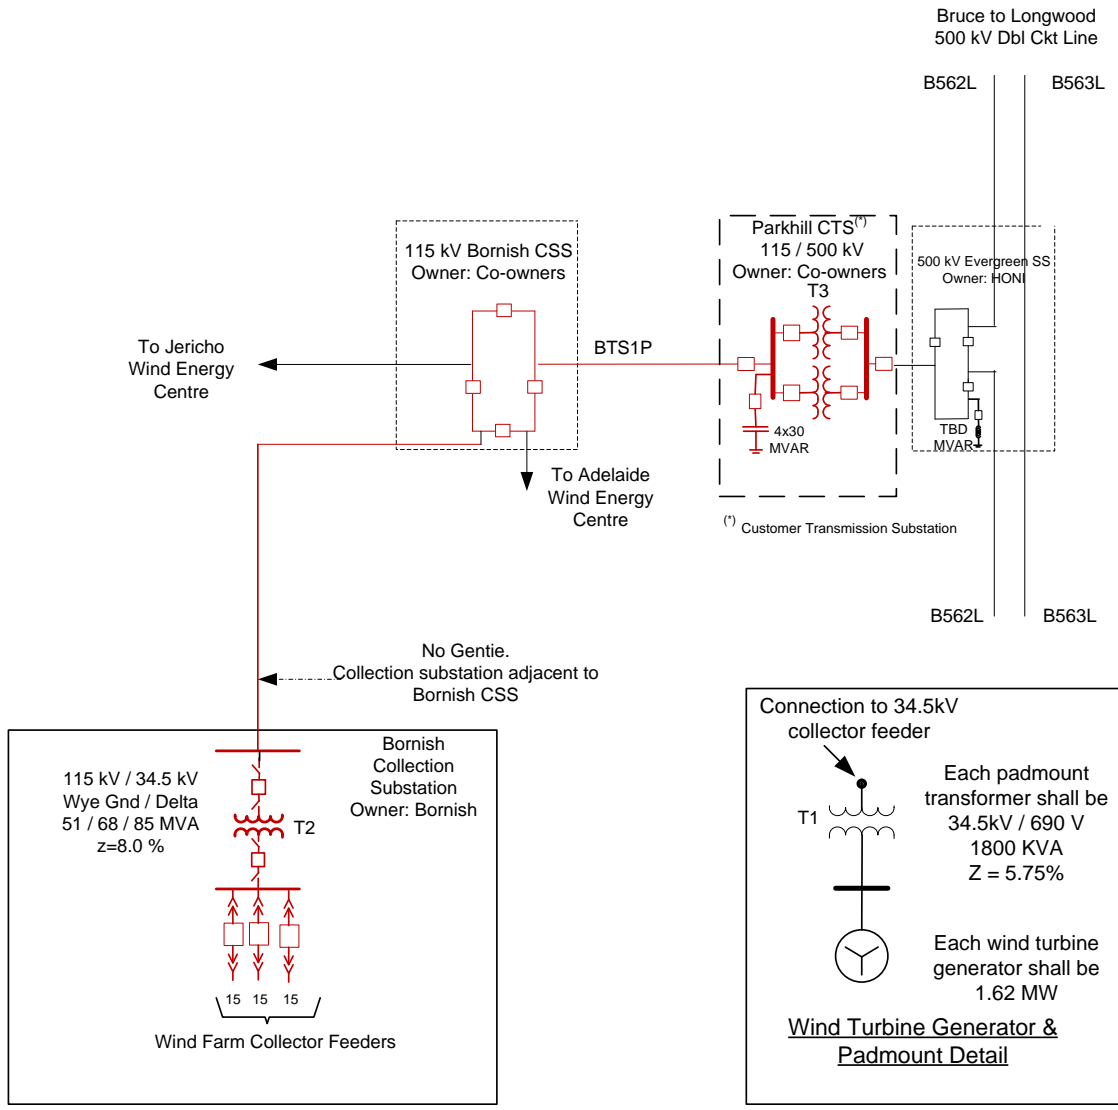 Bruce to Longwood
500 kV Dbl Ckt Line
B562L
B563L
115 kV Bornish CSS
Owner: Co-owners
Parkhill CTS(*)
115 / 500 kV
Owner: Co-owners
T3
500 kV Evergreen SS
Owner: HONI
To Jericho
Wind Energy
Centre
BTS1P
4x30
MVAR
TBD
MVAR
To Adelaide
Wind Energy
Centre
(*) Customer Transmission Substation
B562L
B563L
No Gentie.
Collection substation adjacent to
Bornish CSS
Bornish
Collection
Substation
Owner: Bornish
115 kV / 34.5 kV
Wye Gnd / Delta
51 / 68 / 85 MVA
z=8.0 %
T2
15 15 15
Wind Farm Collector Feeders
Connection to 34.5kV
collector feeder
T1
Each padmount
transformer shall be
34.5kV / 690 V
1800 KVA
Z = 5.75%
Each wind turbine
generator shall be
1.62 MW
Wind Turbine Generator &
Padmount Detail